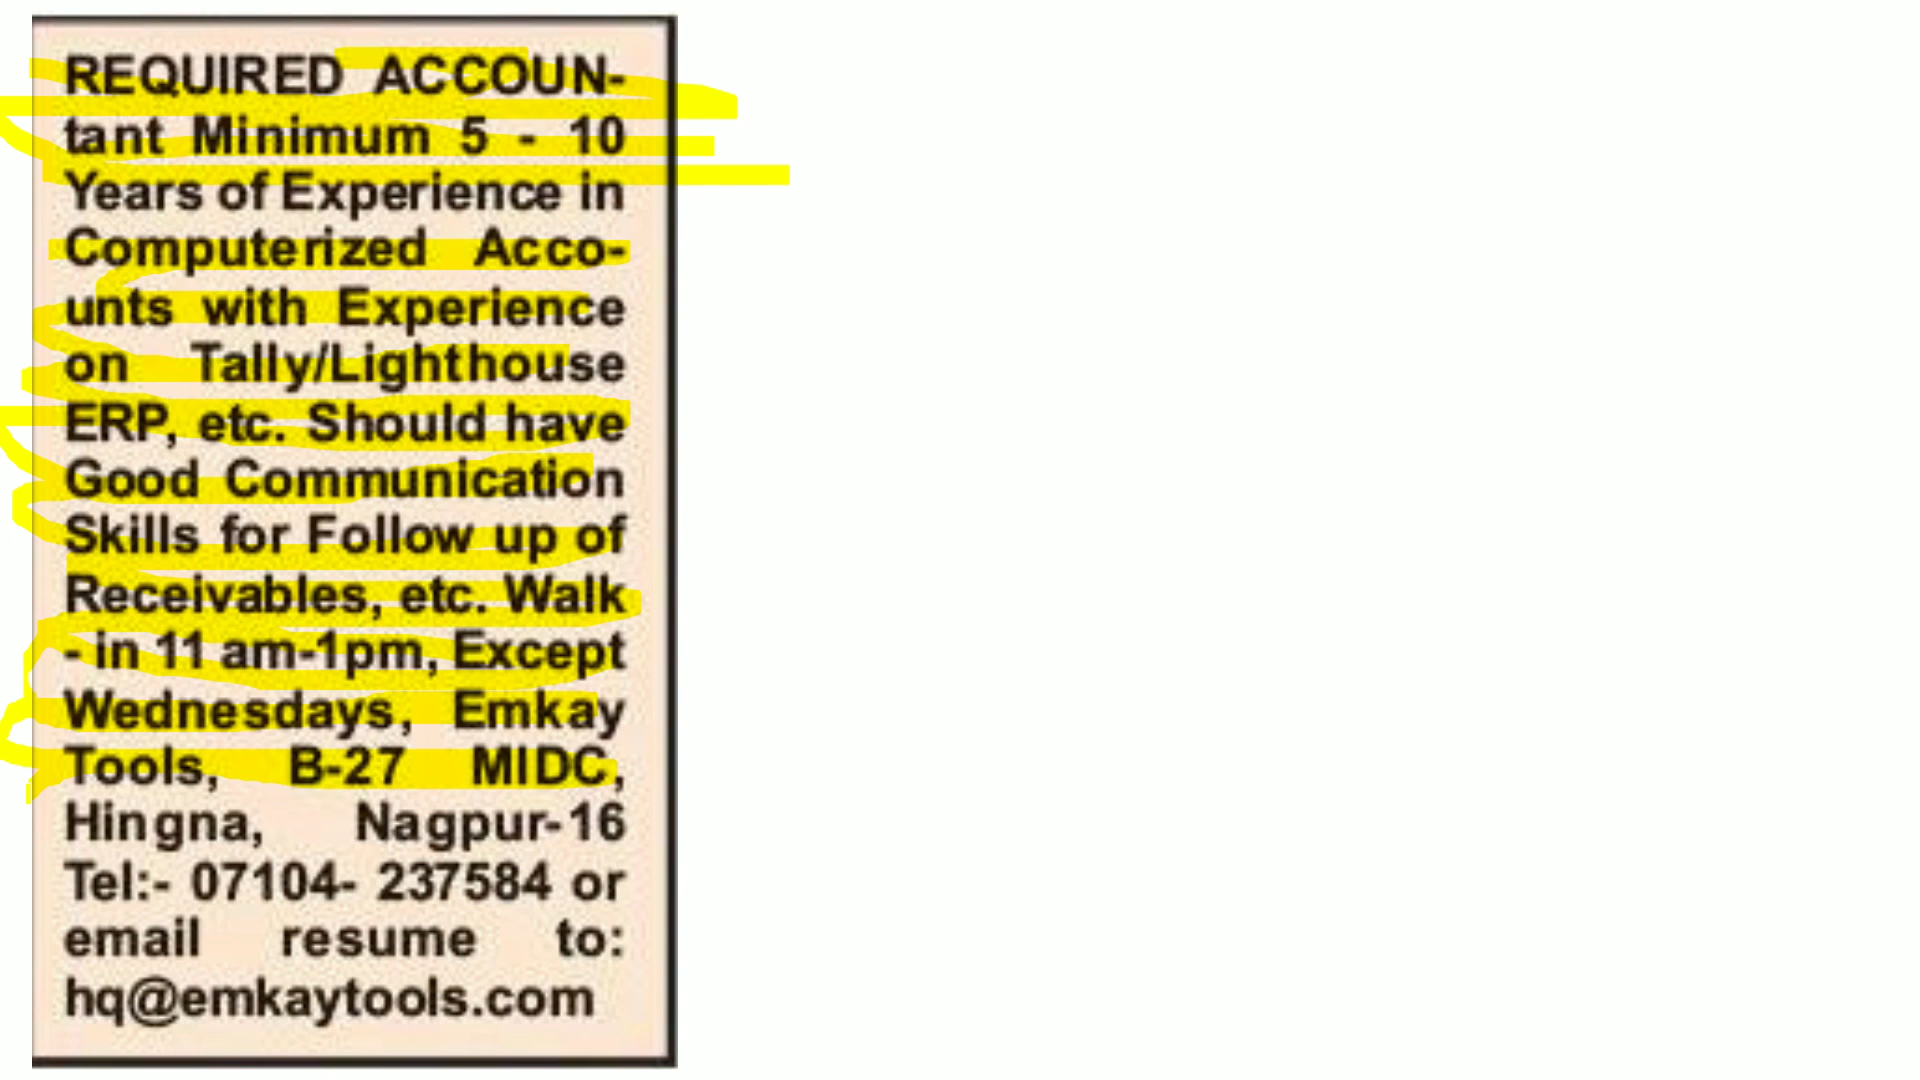 REQUIRED ACCOUN-
tant Minimum 5 - 10
Years of Experience in
Computerized Acco-
unts with Experience
on Tally/Lighthouse
ERP, etc. Should have
Good Communication
Skills for Follow up of
Receivables, etc. Walk
- in 11 am-1pm, Except
Wednesdays, Emkay
Tools, B-27 MIDC,
Hingna, Nagpur-16
Tel:- 07104- 237584 or
email resume to:
hq@emkaytools.com